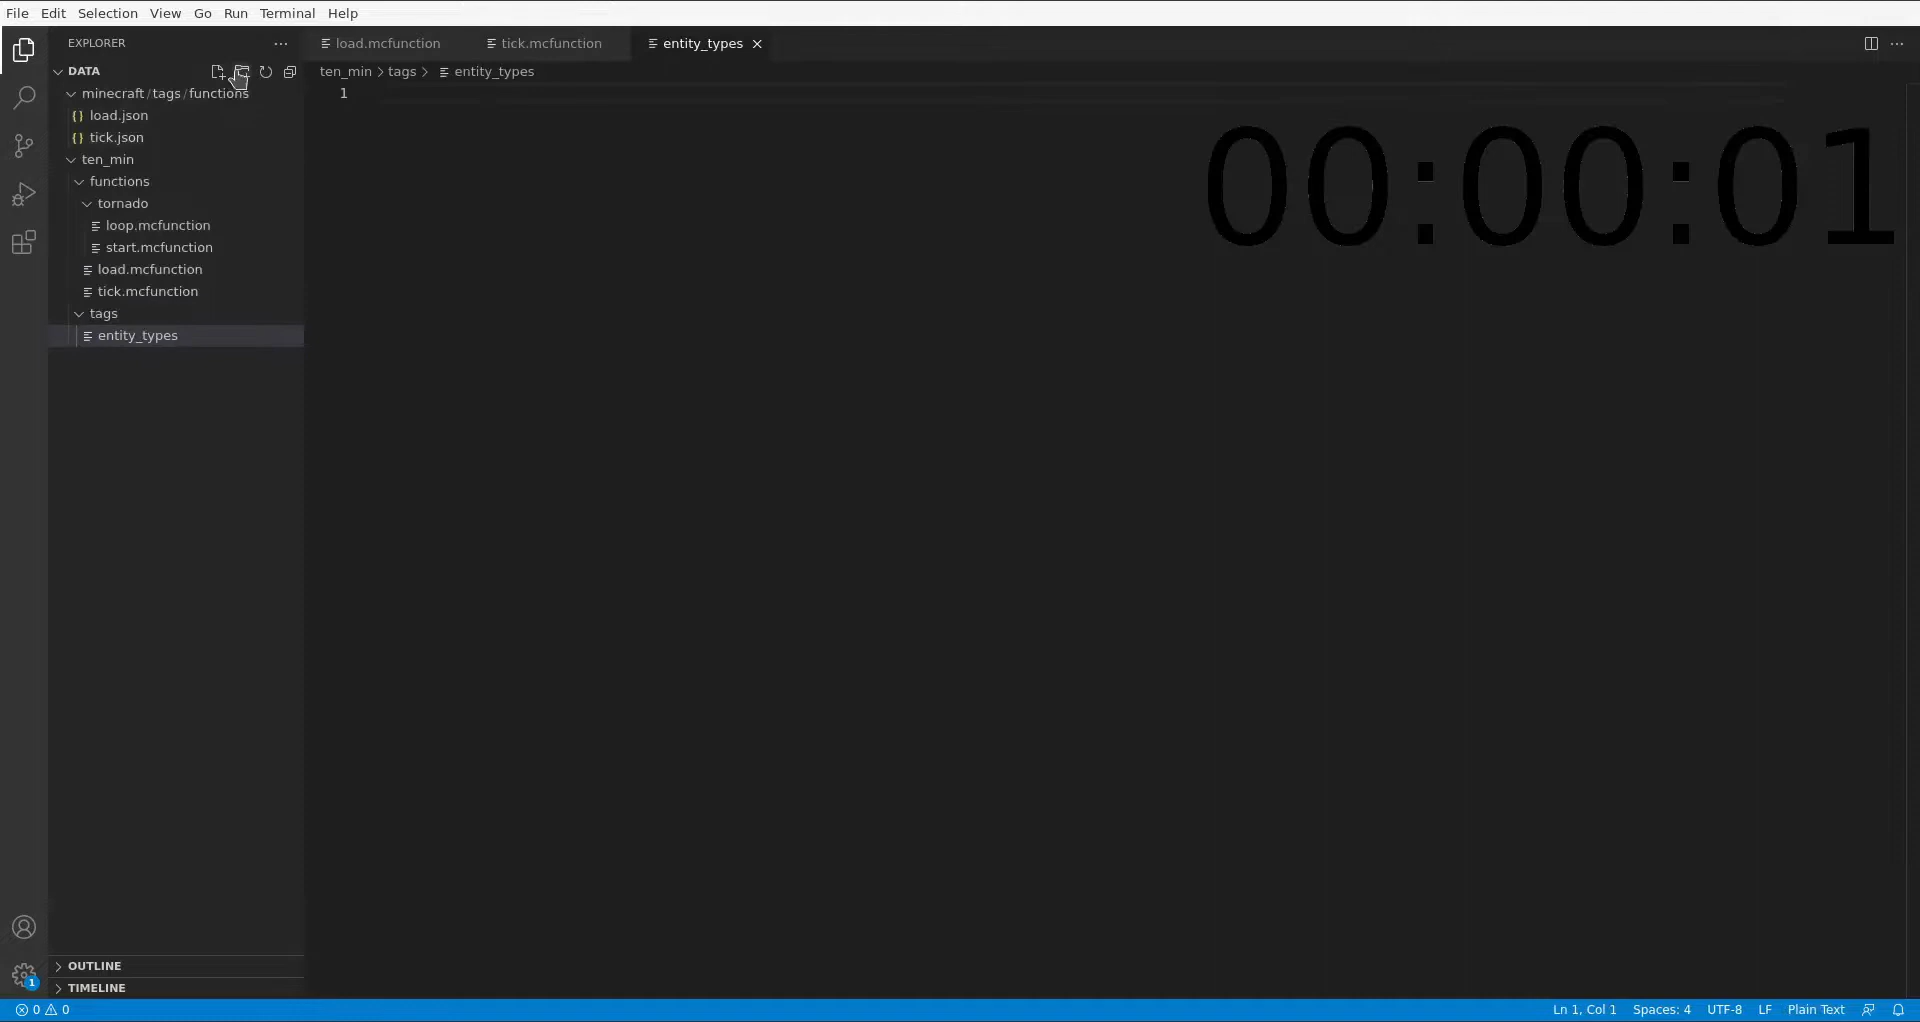 File Edit Selection View Go Run Terminal Help
EXPLORER
DATA
minecraft/tags/functions
load.json
tick.json
ten_min
functions
tornado
loop.mcfunction
start.mcfunction
load.mcfunction
tick.mcfunction
tags
entity_types
OUTLINE
TIMELINE
load.mcfunction tick.mcfunction entity_types
ten_min > tags > entity_types
1
00:00:01
1
0 0 Ln 1, Col 1 Spaces: 4 UTF-8 LF Plain Text